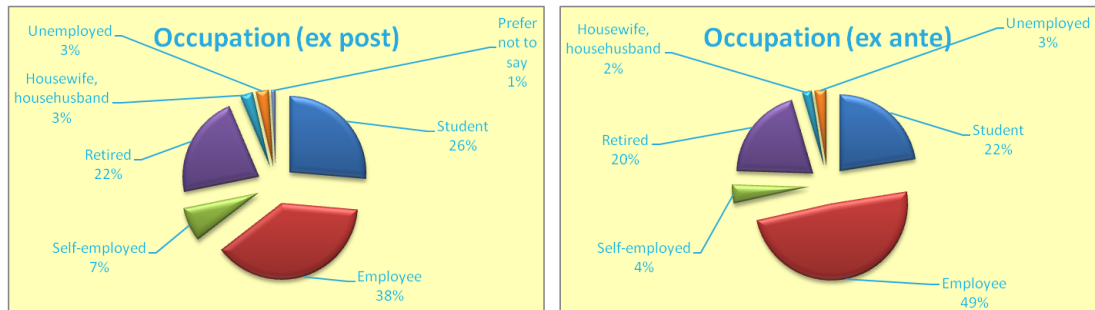 Occupation (ex post)
Unemployed
3%
Prefer
not to
say
1%
Housewife,
househusband
3%
Student
26%
Retired
22%
Self-employed
7%
Employee
38%
Occupation (ex ante)
Housewife,
househusband
2%
Unemployed
3%
Student
22%
Retired
20%
Self-employed
4%
Employee
49%